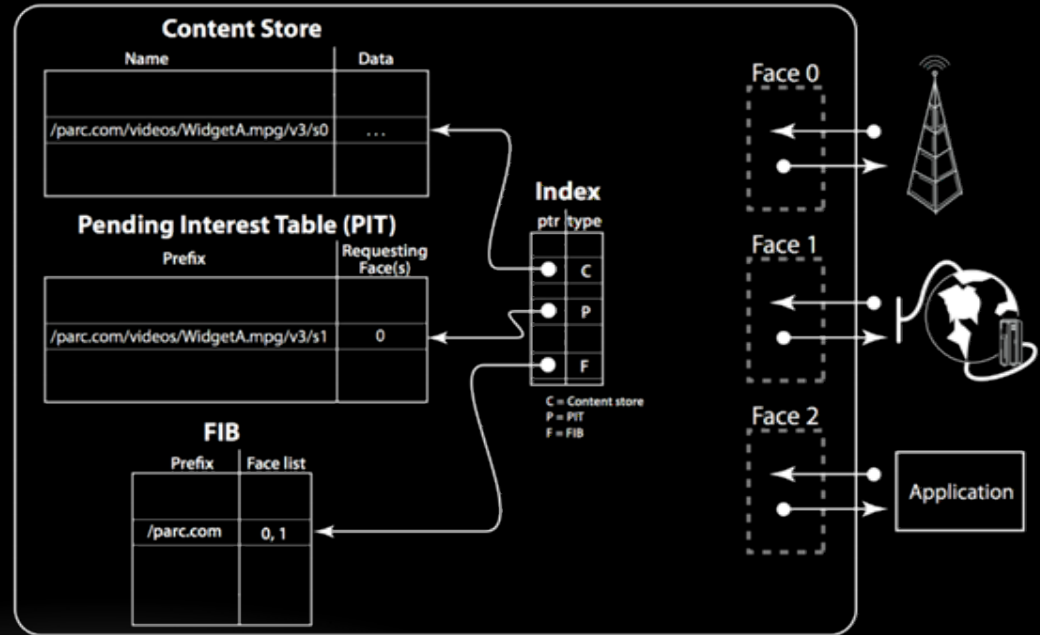 Content Store
Name Data
/parc.com/videos/WidgetA.mpg/v3/s0 ...
Pending Interest Table (PIT)
Prefix Requesting
Face(s)
/parc.com/videos/WidgetA.mpg/v3/s1 0
FIB
Prefix Face list
/parc.com 0, 1
Index
ptr type
C
P
F
C = Content store
P = PIT
F = FIB
Face 0
Face 1
Face 2
Application